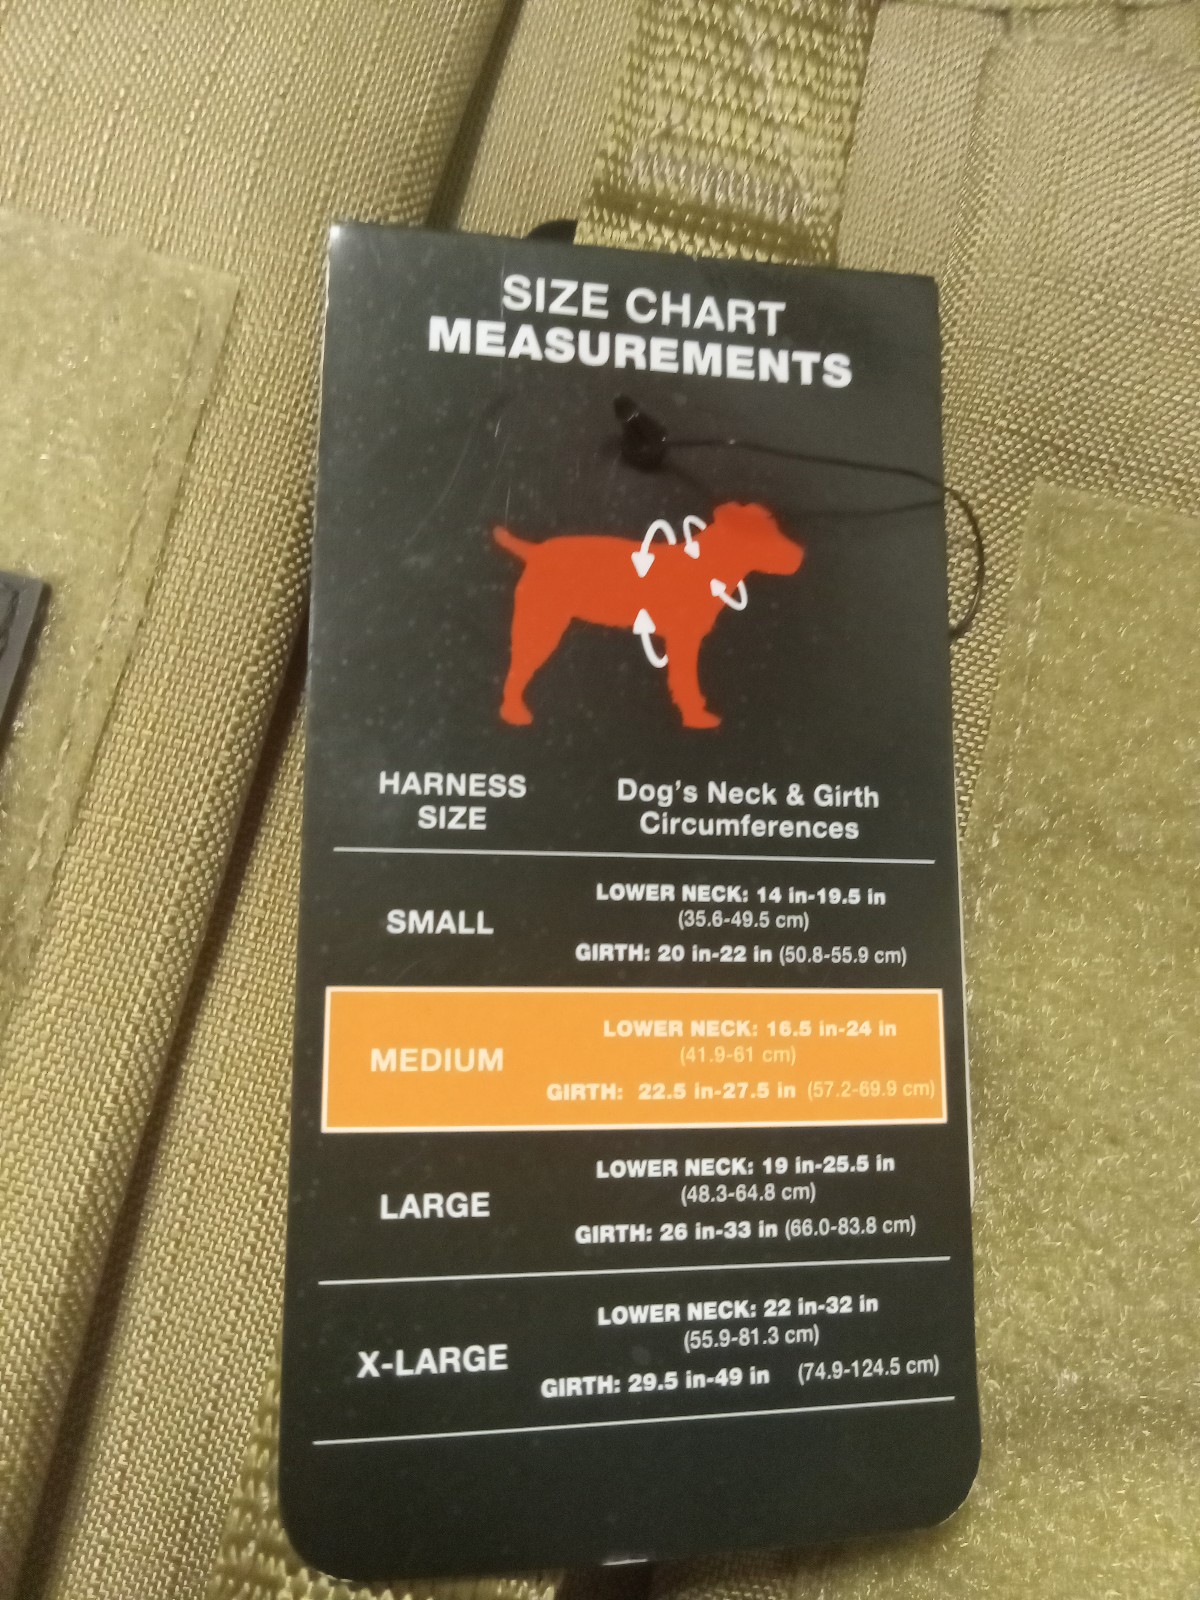 SIZE CHART
MEASUREMENTS
HARNESS SIZE
Dog's Neck & Girth
Circumferences
SMALL
LOWER NECK: 14 in-19.5 in
(35.6-49.5 cm)
GIRTH: 20 in-22 in (50.8-55.9 cm)
MEDIUM
LOWER NECK: 16.5 in-24 in
(41.9-61 cm)
GIRTH: 22.5 in-27.5 in (57.2-69.9 cm)
LARGE
LOWER NECK: 19 in-25.5 in
(48.3-64.8 cm)
GIRTH: 26 in-33 in (66.0-83.8 cm)
X-LARGE
LOWER NECK: 22 in-32 in
(55.9-81.3 cm)
GIRTH: 29.5 in-49 in (74.9-124.5 cm)